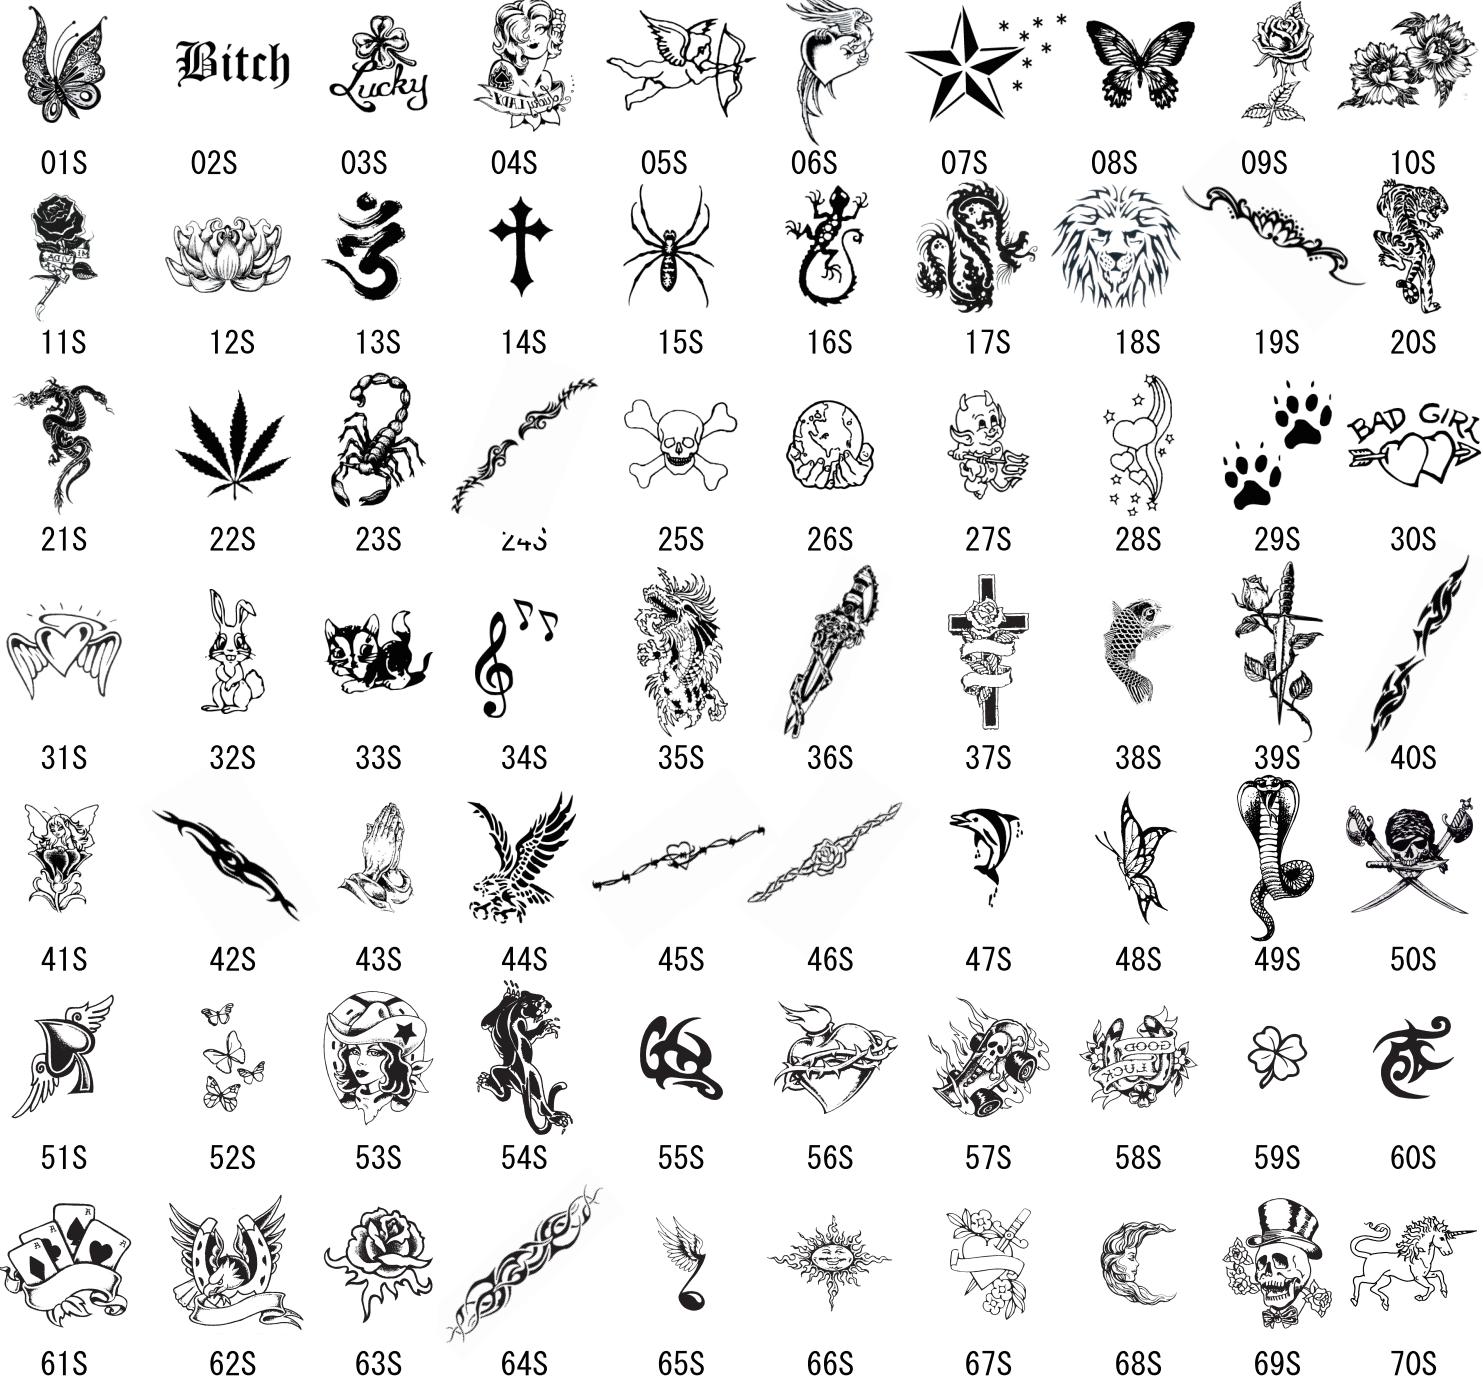 Bitch
Lucky
01S 02S 03S 04S 05S 06S 07S 08S 09S 10S
11S 12S 13S 14S 15S 16S 17S 18S 19S 20S
BAD GIRL
21S 22S 23S 24S 25S 26S 27S 28S 29S 30S
31S 32S 33S 34S 35S 36S 37S 38S 39S 40S
41S 42S 43S 44S 45S 46S 47S 48S 49S 50S
GOOD
LUCK
51S 52S 53S 54S 55S 56S 57S 58S 59S 60S
A A A A
61S 62S 63S 64S 65S 66S 67S 68S 69S 70S